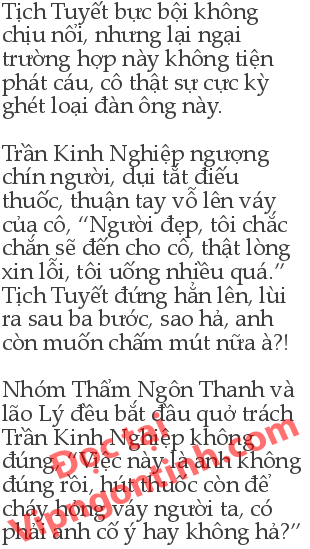 Tịch Tuyết bực bội không
chịu nổi, nhưng lại ngại
trường hợp này không tiện
phát cáu, cô thật sự cực kỳ
ghét loại đàn ông này.
Trần Kinh Nghiệp ngượng
chín người, dụi tắt điếu
thuốc, thuận tay vỗ lên váy
của cô, “Người đẹp, tôi chắc
chắn sẽ đến cho cô, thật lòng
xin lỗi, tôi uống nhiều quá.”
Tịch Tuyết đứng hẳn lên, lùi
ra sau ba bước, sao hả, anh
còn muốn chấm mút nữa à?!
Nhóm Thẩm Ngôn Thanh và
lão Lý đều bắt đầu quở trách
Trần Kinh Nghiệp không
đúng, “Việc này là anh không
đúng rồi, hút thuốc còn để
cháy hỏng váy người ta, có
phải anh cố ý hay không hả?”
Đọc tại
Vipngontinh.com